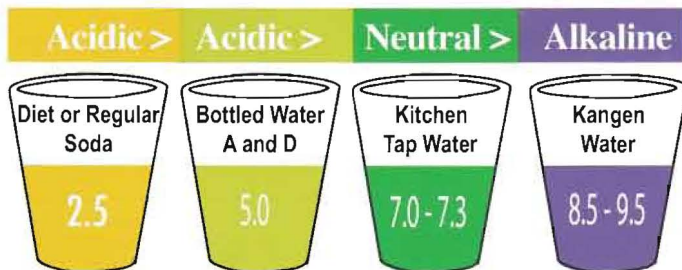 Acidic > Acidic > Neutral > Alkaline
Diet or Regular
Soda
Bottled Water
A and D
Kitchen
Tap Water
Kangen
Water
2.5
5.0
7.0 - 7.3
8.5 - 9.5